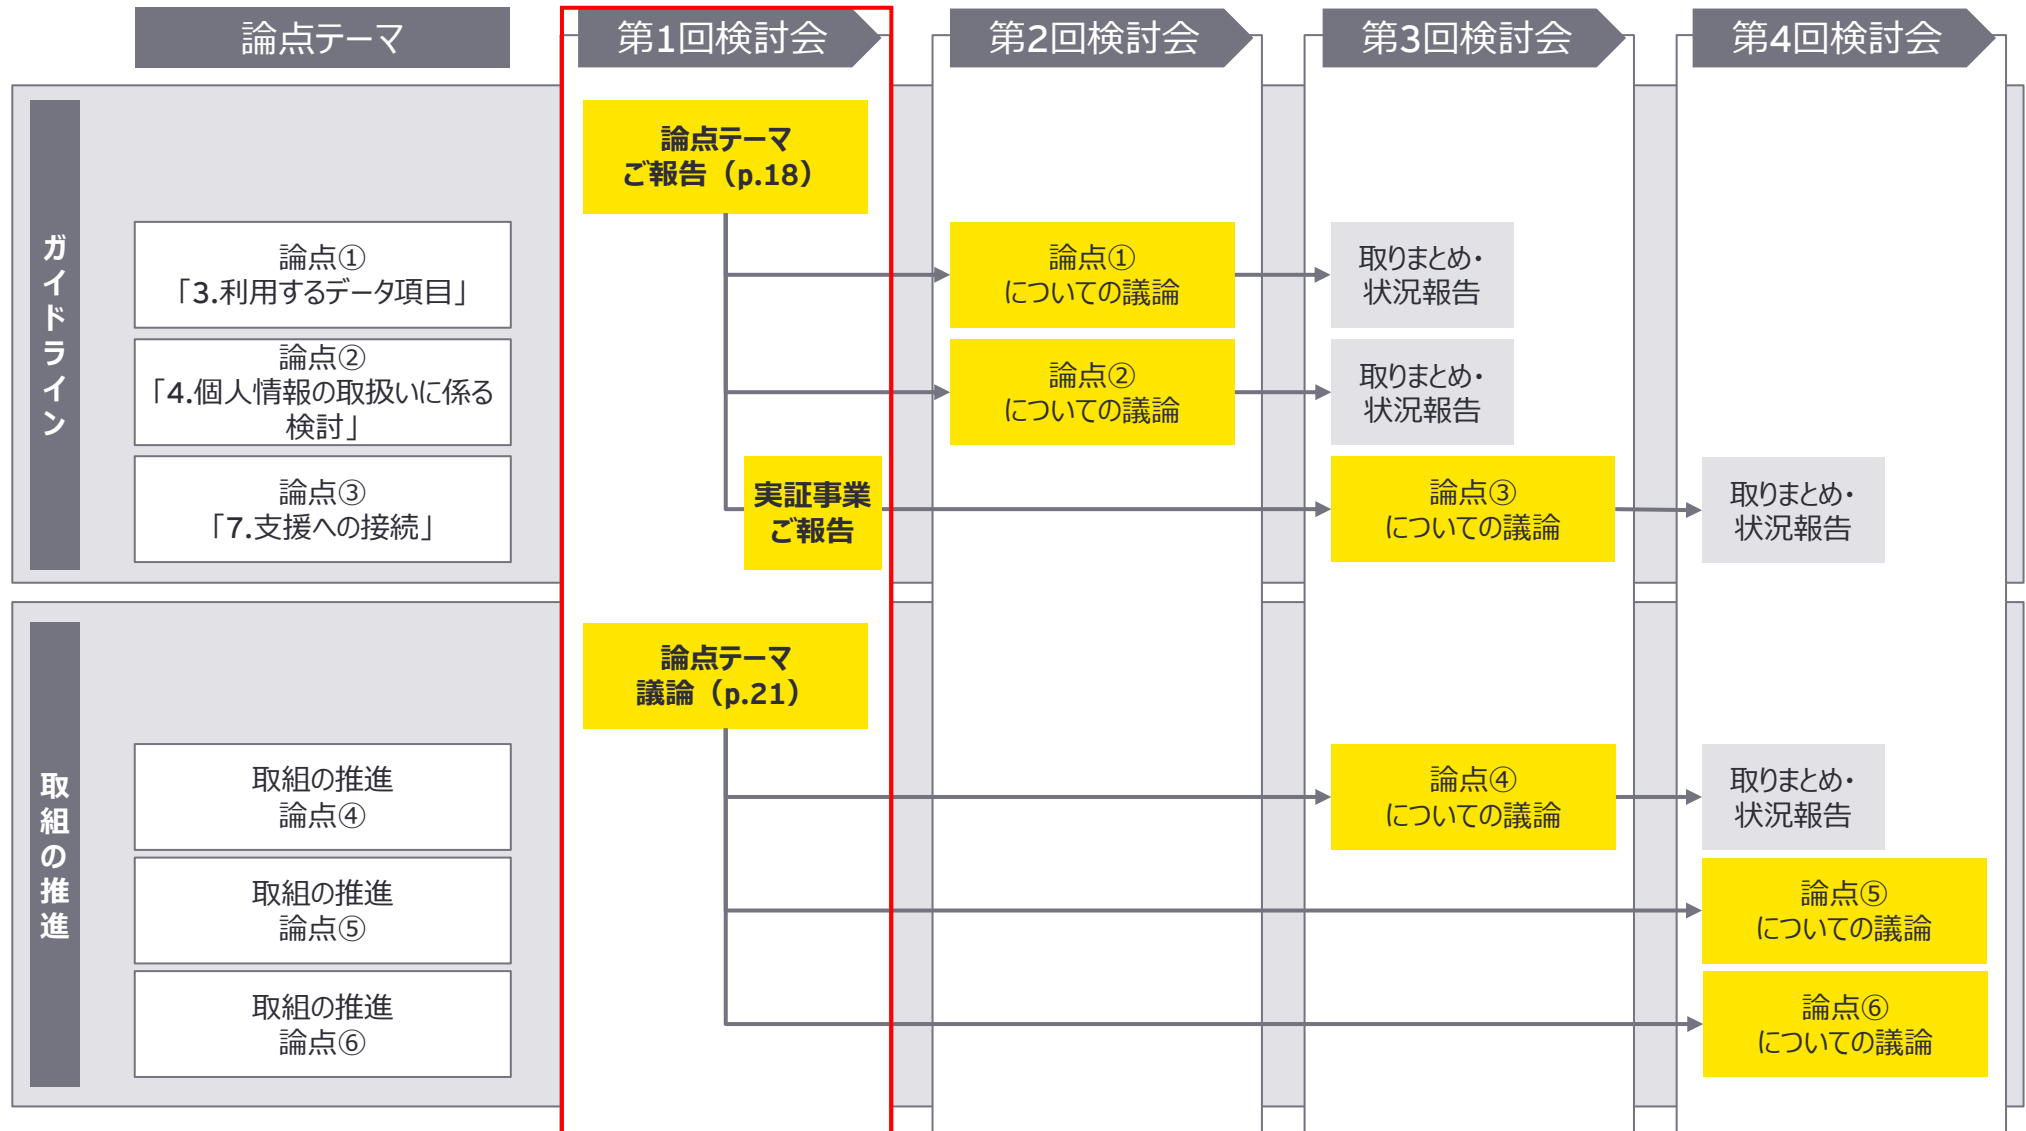 論点テーマ
第1回検討会
第2回検討会
第3回検討会
第4回検討会
ガイドライン
論点テーマ
ご報告（p.18）
論点①
「3.利用するデータ項目」
論点①
についての議論
取りまとめ・
状況報告
論点②
「4.個人情報の取扱いに係る
検討」
論点②
についての議論
取りまとめ・
状況報告
論点③
「7.支援への接続」
実証事業
ご報告
論点③
についての議論
取りまとめ・
状況報告
取組の推進
論点テーマ
議論（p.21）
取組の推進
論点④
論点④
についての議論
取りまとめ・
状況報告
取組の推進
論点⑤
論点⑤
についての議論
取組の推進
論点⑥
論点⑥
についての議論